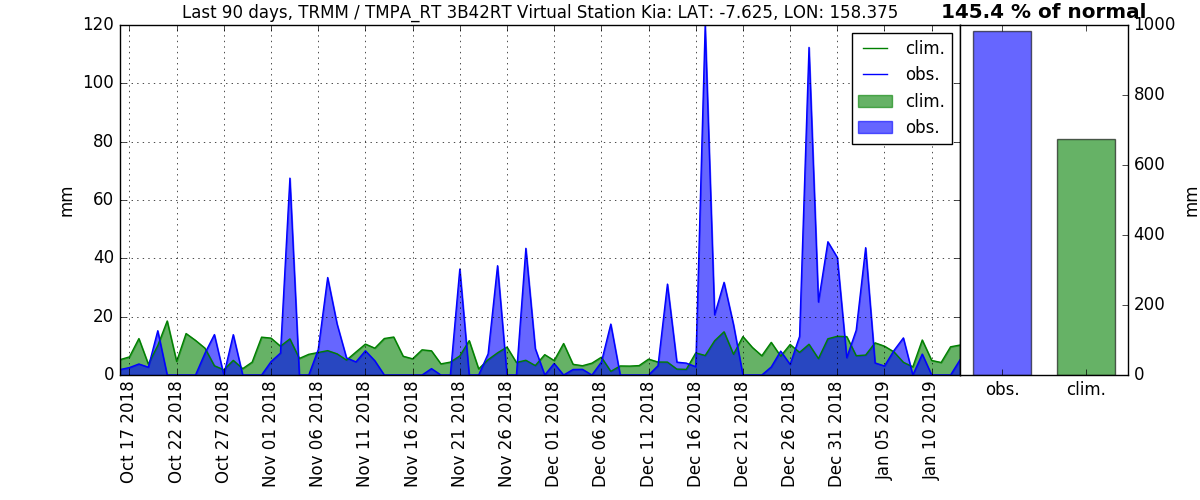 Last 90 days, TRMM / TMPA_RT 3B42RT Virtual Station Kia: LAT: -7.625, LON: 158.375
145.4 % of normal
120
100
80
60
40
20
0
mm
clim.
obs.
clim.
obs.
Oct 17 2018
Oct 22 2018
Oct 27 2018
Nov 01 2018
Nov 06 2018
Nov 11 2018
Nov 16 2018
Nov 21 2018
Nov 26 2018
Dec 01 2018
Dec 06 2018
Dec 11 2018
Dec 16 2018
Dec 21 2018
Dec 26 2018
Dec 31 2018
Jan 05 2019
Jan 10 2019
1000
800
600
400
200
0
mm
obs.
clim.